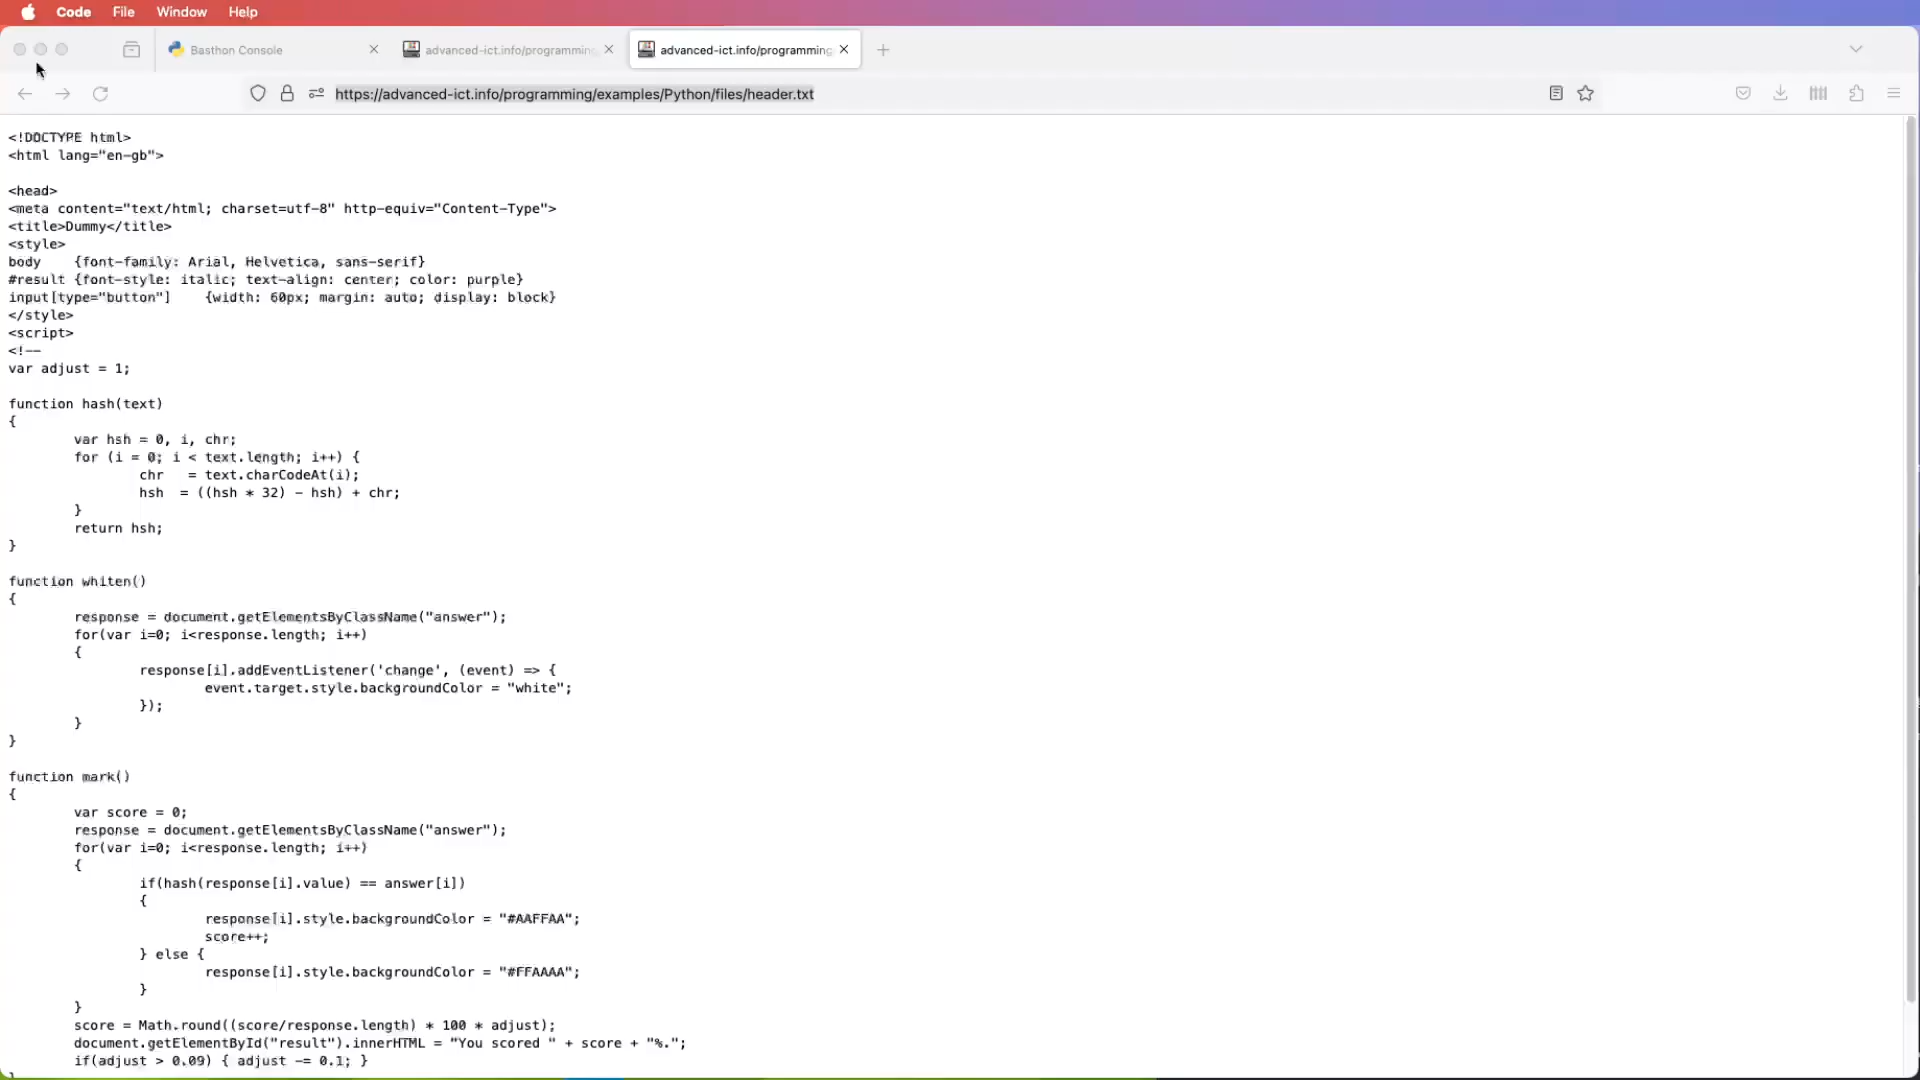 Code File Window Help
Basthon Console
advanced-ict.info/programming
advanced-ict.info/programming
https://advanced-ict.info/programming/examples/Python/files/header.txt
<!DOCTYPE html>
<html lang="en-gb">
<head>
<meta content="text/html; charset=utf-8" http-equiv="Content-Type">
<title>Dummy</title>
<style>
body    {font-family: Arial, Helvetica, sans-serif}
#result {font-style: italic; text-align: center; color: purple}
input[type="button"]    {width: 60px; margin: auto; display: block}
</style>
<script>
<!--
var adjust = 1;
function hash(text)
{
        var hsh = 0, i, chr;
        for (i = 0; i < text.length; i++) {
                chr   = text.charCodeAt(i);
                hsh  = ((hsh * 32) - hsh) + chr;
        }
        return hsh;
}
function whiten()
{
        response = document.getElementsByClassName("answer");
        for(var i=0; i<response.length; i++)
        {
                response[i].addEventListener('change', (event) => {
                        event.target.style.backgroundColor = "white";
                });
        }
}
function mark()
{
        var score = 0;
        response = document.getElementsByClassName("answer");
        for(var i=0; i<response.length; i++)
        {
                if(hash(response[i].value) == answer[i])
                {
                        response[i].style.backgroundColor = "#AAFFAA";
                        score++;
                } else {
                        response[i].style.backgroundColor = "#FFAAAA";
                }
        }
        score = Math.round((score/response.length) * 100 * adjust);
        document.getElementById("result").innerHTML = "You scored " + score + "%.";
        if(adjust > 0.09) { adjust -= 0.1; }